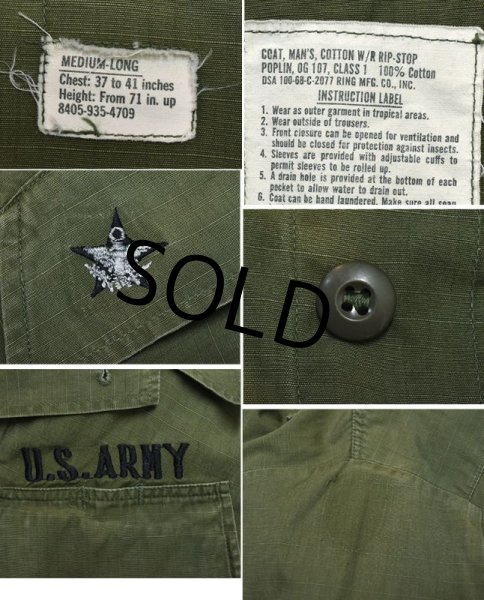 MEDIUM-LONG
Chest: 37 to 41 inches
Height: From 71 in. up
8405-935-4709
COAT, MAN'S, COTTON W/R RIP-STOP
POPLIN, OG 107, CLASS 1 100% Cotton
DSA 100-68-C-2077 RING MFG. CO., INC.
INSTRUCTION LABEL
1. Wear as outer garment in tropical areas.
2. Wear outside of trousers.
3. Front closure can be opened for ventilation and
should be closed for protection against insects.
4. Sleeves are provided with adjustable cuffs to
permit sleeves to be rolled up.
5. A drain hole is provided at the bottom of each
pocket to allow water to drain out.
6. Coat can be hand laundered. Make sure all soap
SOLD
U.S. ARMY